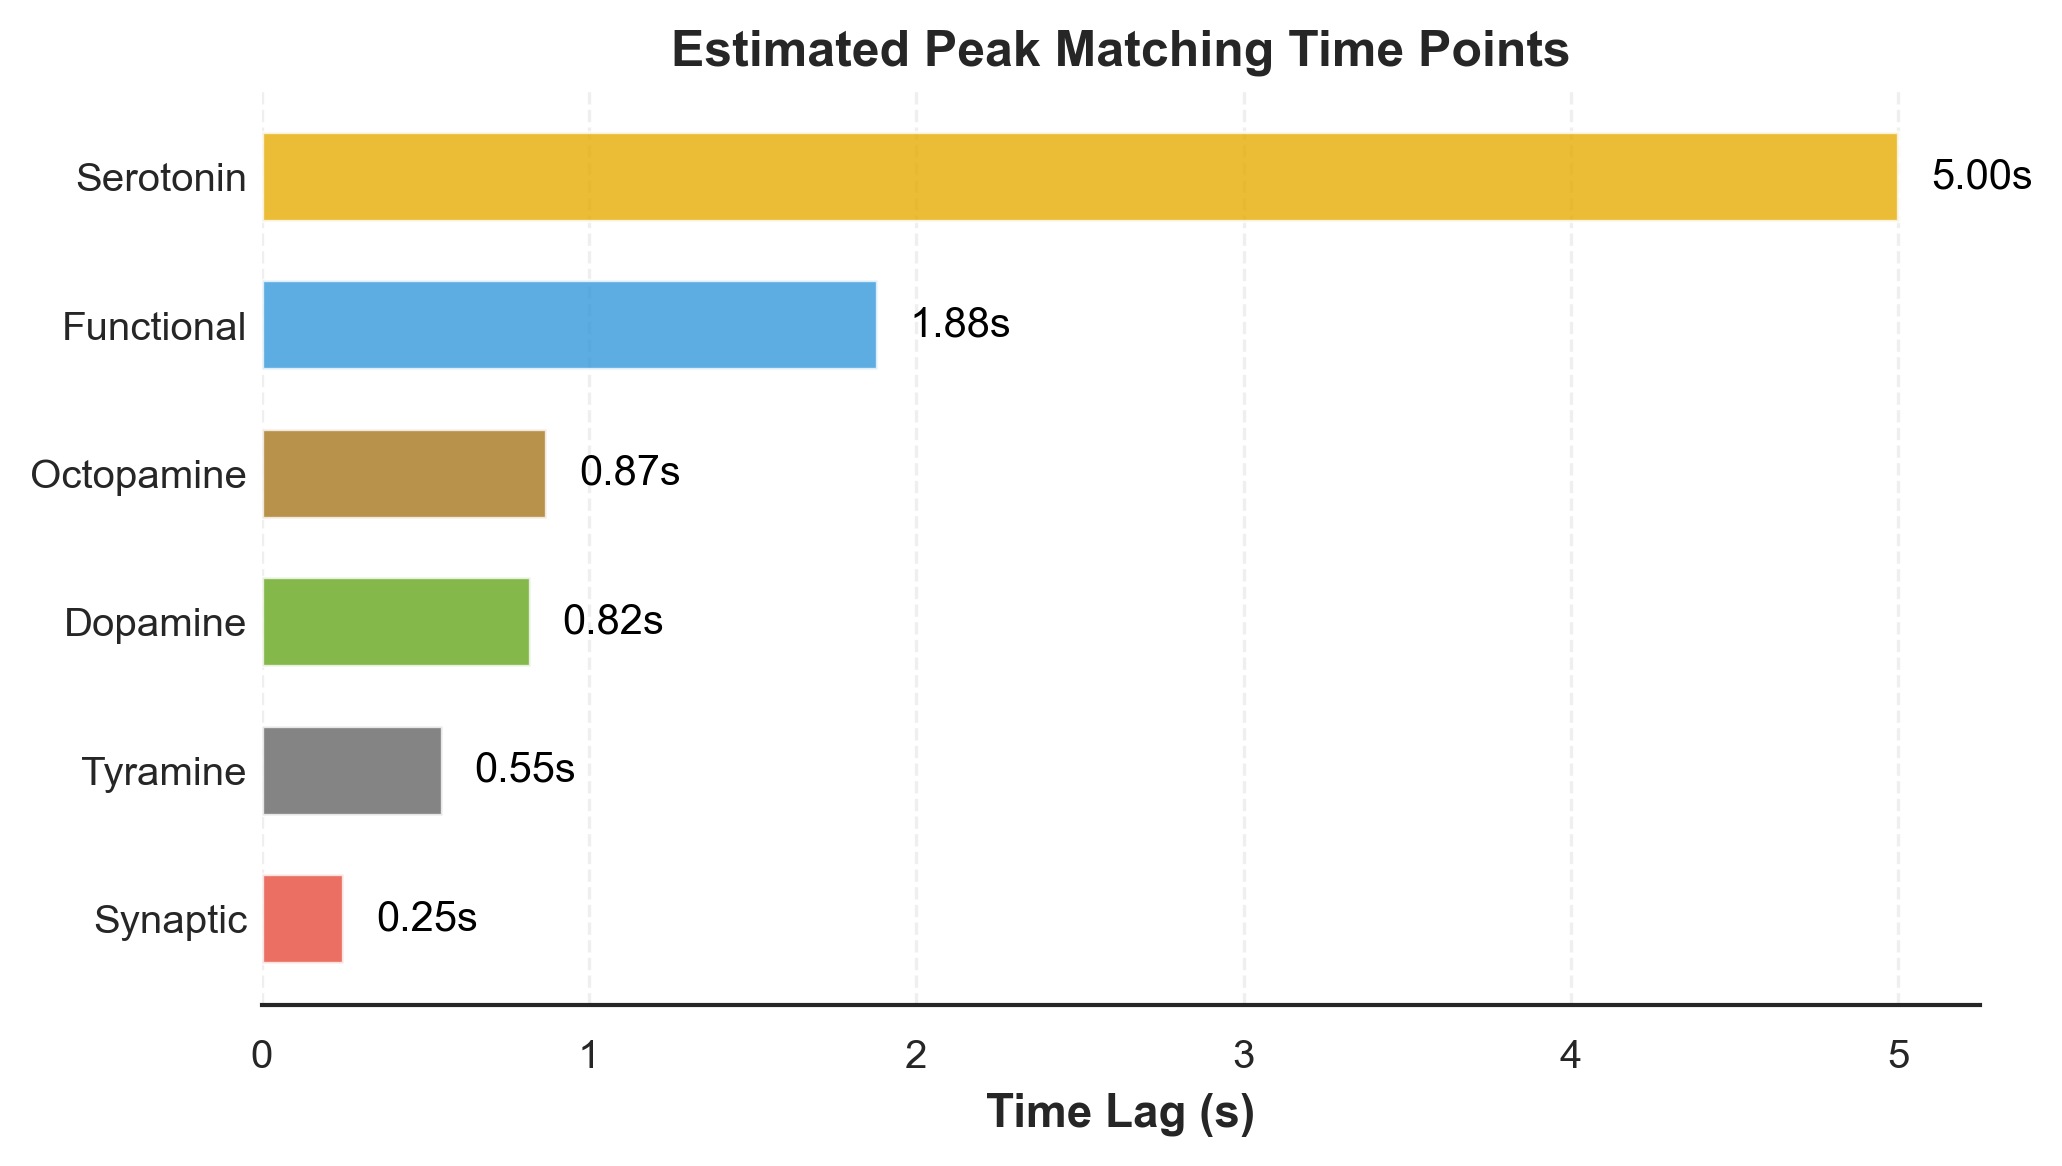 Estimated Peak Matching Time Points
Serotonin 5.00s
Functional 1.88s
Octopamine 0.87s
Dopamine 0.82s
Tyramine 0.55s
Synaptic 0.25s
0 1 2 3 4 5
Time Lag (s)